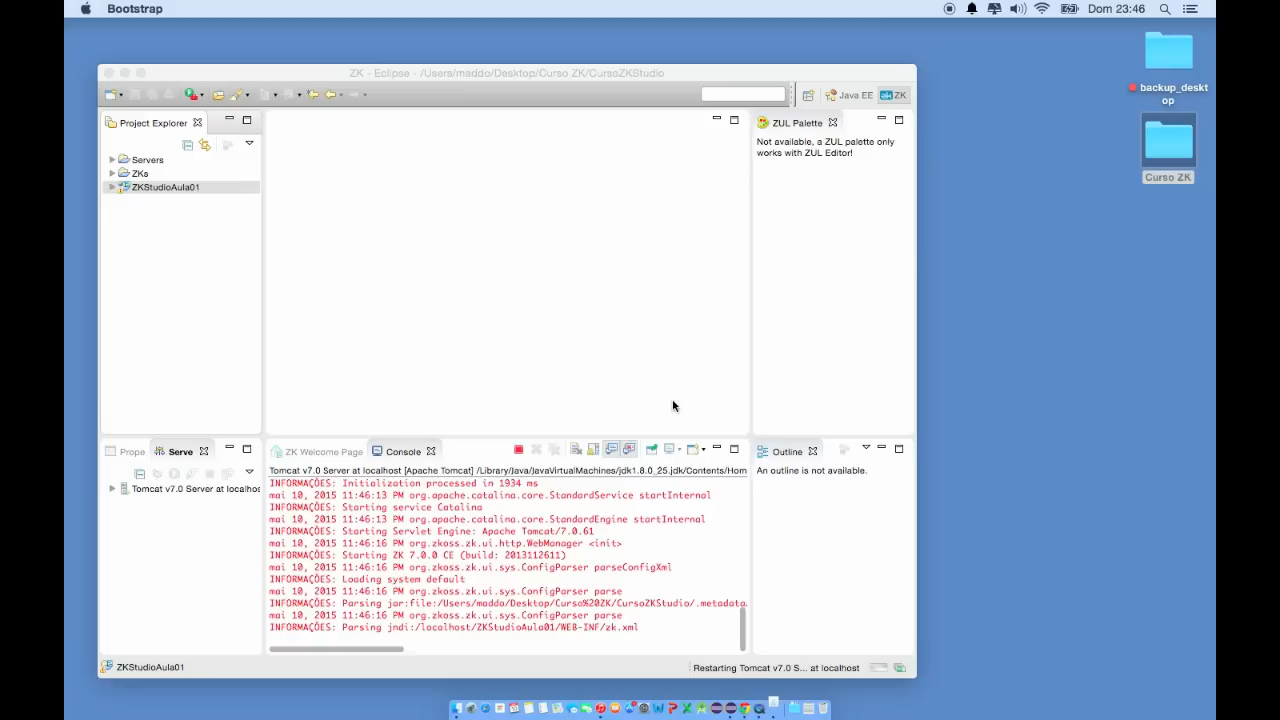 Bootstrap
Dom 23:46
ZK - Eclipse - /Users/maddo/Desktop/Curso ZK/CursoZKStudio
Java EE
ZK
backup_deskt
op
Curso ZK
Project Explorer
Servers
ZKs
ZKStudioAula01
ZUL Palette
Not available, a ZUL palette only
works with ZUL Editor!
Prope
Serve
Tomcat v7.0 Server at localhos
ZK Welcome Page
Console
Tomcat v7.0 Server at localhost [Apache Tomcat] /Library/Java/JavaVirtualMachines/jdk1.8.0_25.jdk/Contents/Hom
INFORMAÇÕES: Initialization processed in 1934 ms
mai 10, 2015 11:46:13 PM org.apache.catalina.core.StandardService startInternal
INFORMAÇÕES: Starting service Catalina
mai 10, 2015 11:46:13 PM org.apache.catalina.core.StandardEngine startInternal
INFORMAÇÕES: Starting Servlet Engine: Apache Tomcat/7.0.61
mai 10, 2015 11:46:16 PM org.zkoss.zk.ui.http.WebManager <init>
INFORMAÇÕES: Starting ZK 7.0.0 CE (build: 2013112611)
mai 10, 2015 11:46:16 PM org.zkoss.zk.ui.sys.ConfigParser parseConfigXml
INFORMAÇÕES: Loading system default
mai 10, 2015 11:46:16 PM org.zkoss.zk.ui.sys.ConfigParser parse
INFORMAÇÕES: Parsing jar:file:/Users/maddo/Desktop/Curso%20ZK/CursoZKStudio/.metadata
mai 10, 2015 11:46:16 PM org.zkoss.zk.ui.sys.ConfigParser parse
INFORMAÇÕES: Parsing jndi:/localhost/ZKStudioAula01/WEB-INF/zk.xml
Outline
An outline is not available.
ZKStudioAula01
Restarting Tomcat v7.0 S... at localhost